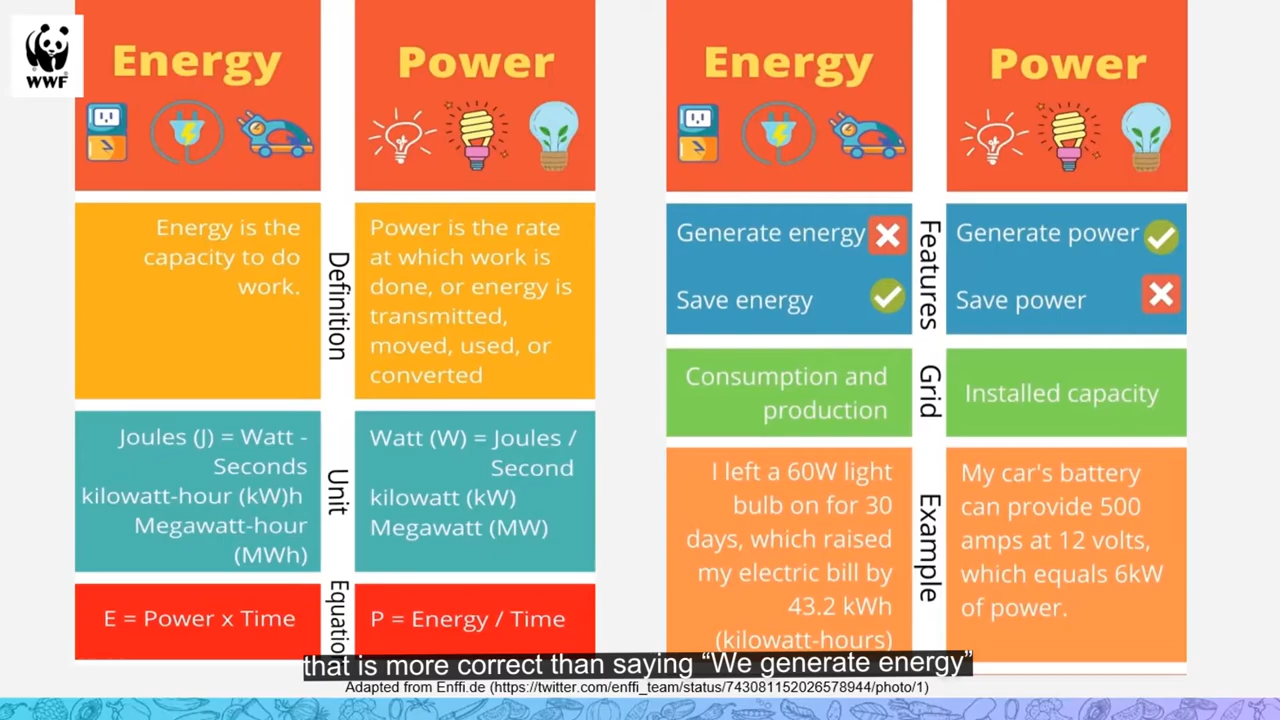 WWF
Energy
Power
Energy is the
capacity to do
work.
Definition
Power is the rate
at which work is
done, or energy is
transmitted,
moved, used, or
converted
Joules (J) = Watt -
Seconds
kilowatt-hour (kW)h
Megawatt-hour
(MWh)
Unit
Watt (W) = Joules /
Second
kilowatt (kW)
Megawatt (MW)
E = Power x Time
Equatio
P = Energy / Time
Energy
Power
Generate energy
Save energy
Features
Generate power
Save power
Consumption and
production
Grid
Installed capacity
I left a 60W light
bulb on for 30
days, which raised
my electric bill by
43.2 kWh
(kilowatt-hours)
Example
My car's battery
can provide 500
amps at 12 volts,
which equals 6kW
of power.
that is more correct than saying “We generate energy”
Adapted from Enffi.de (https://twitter.com/enffi_team/status/743081152026578944/photo/1)